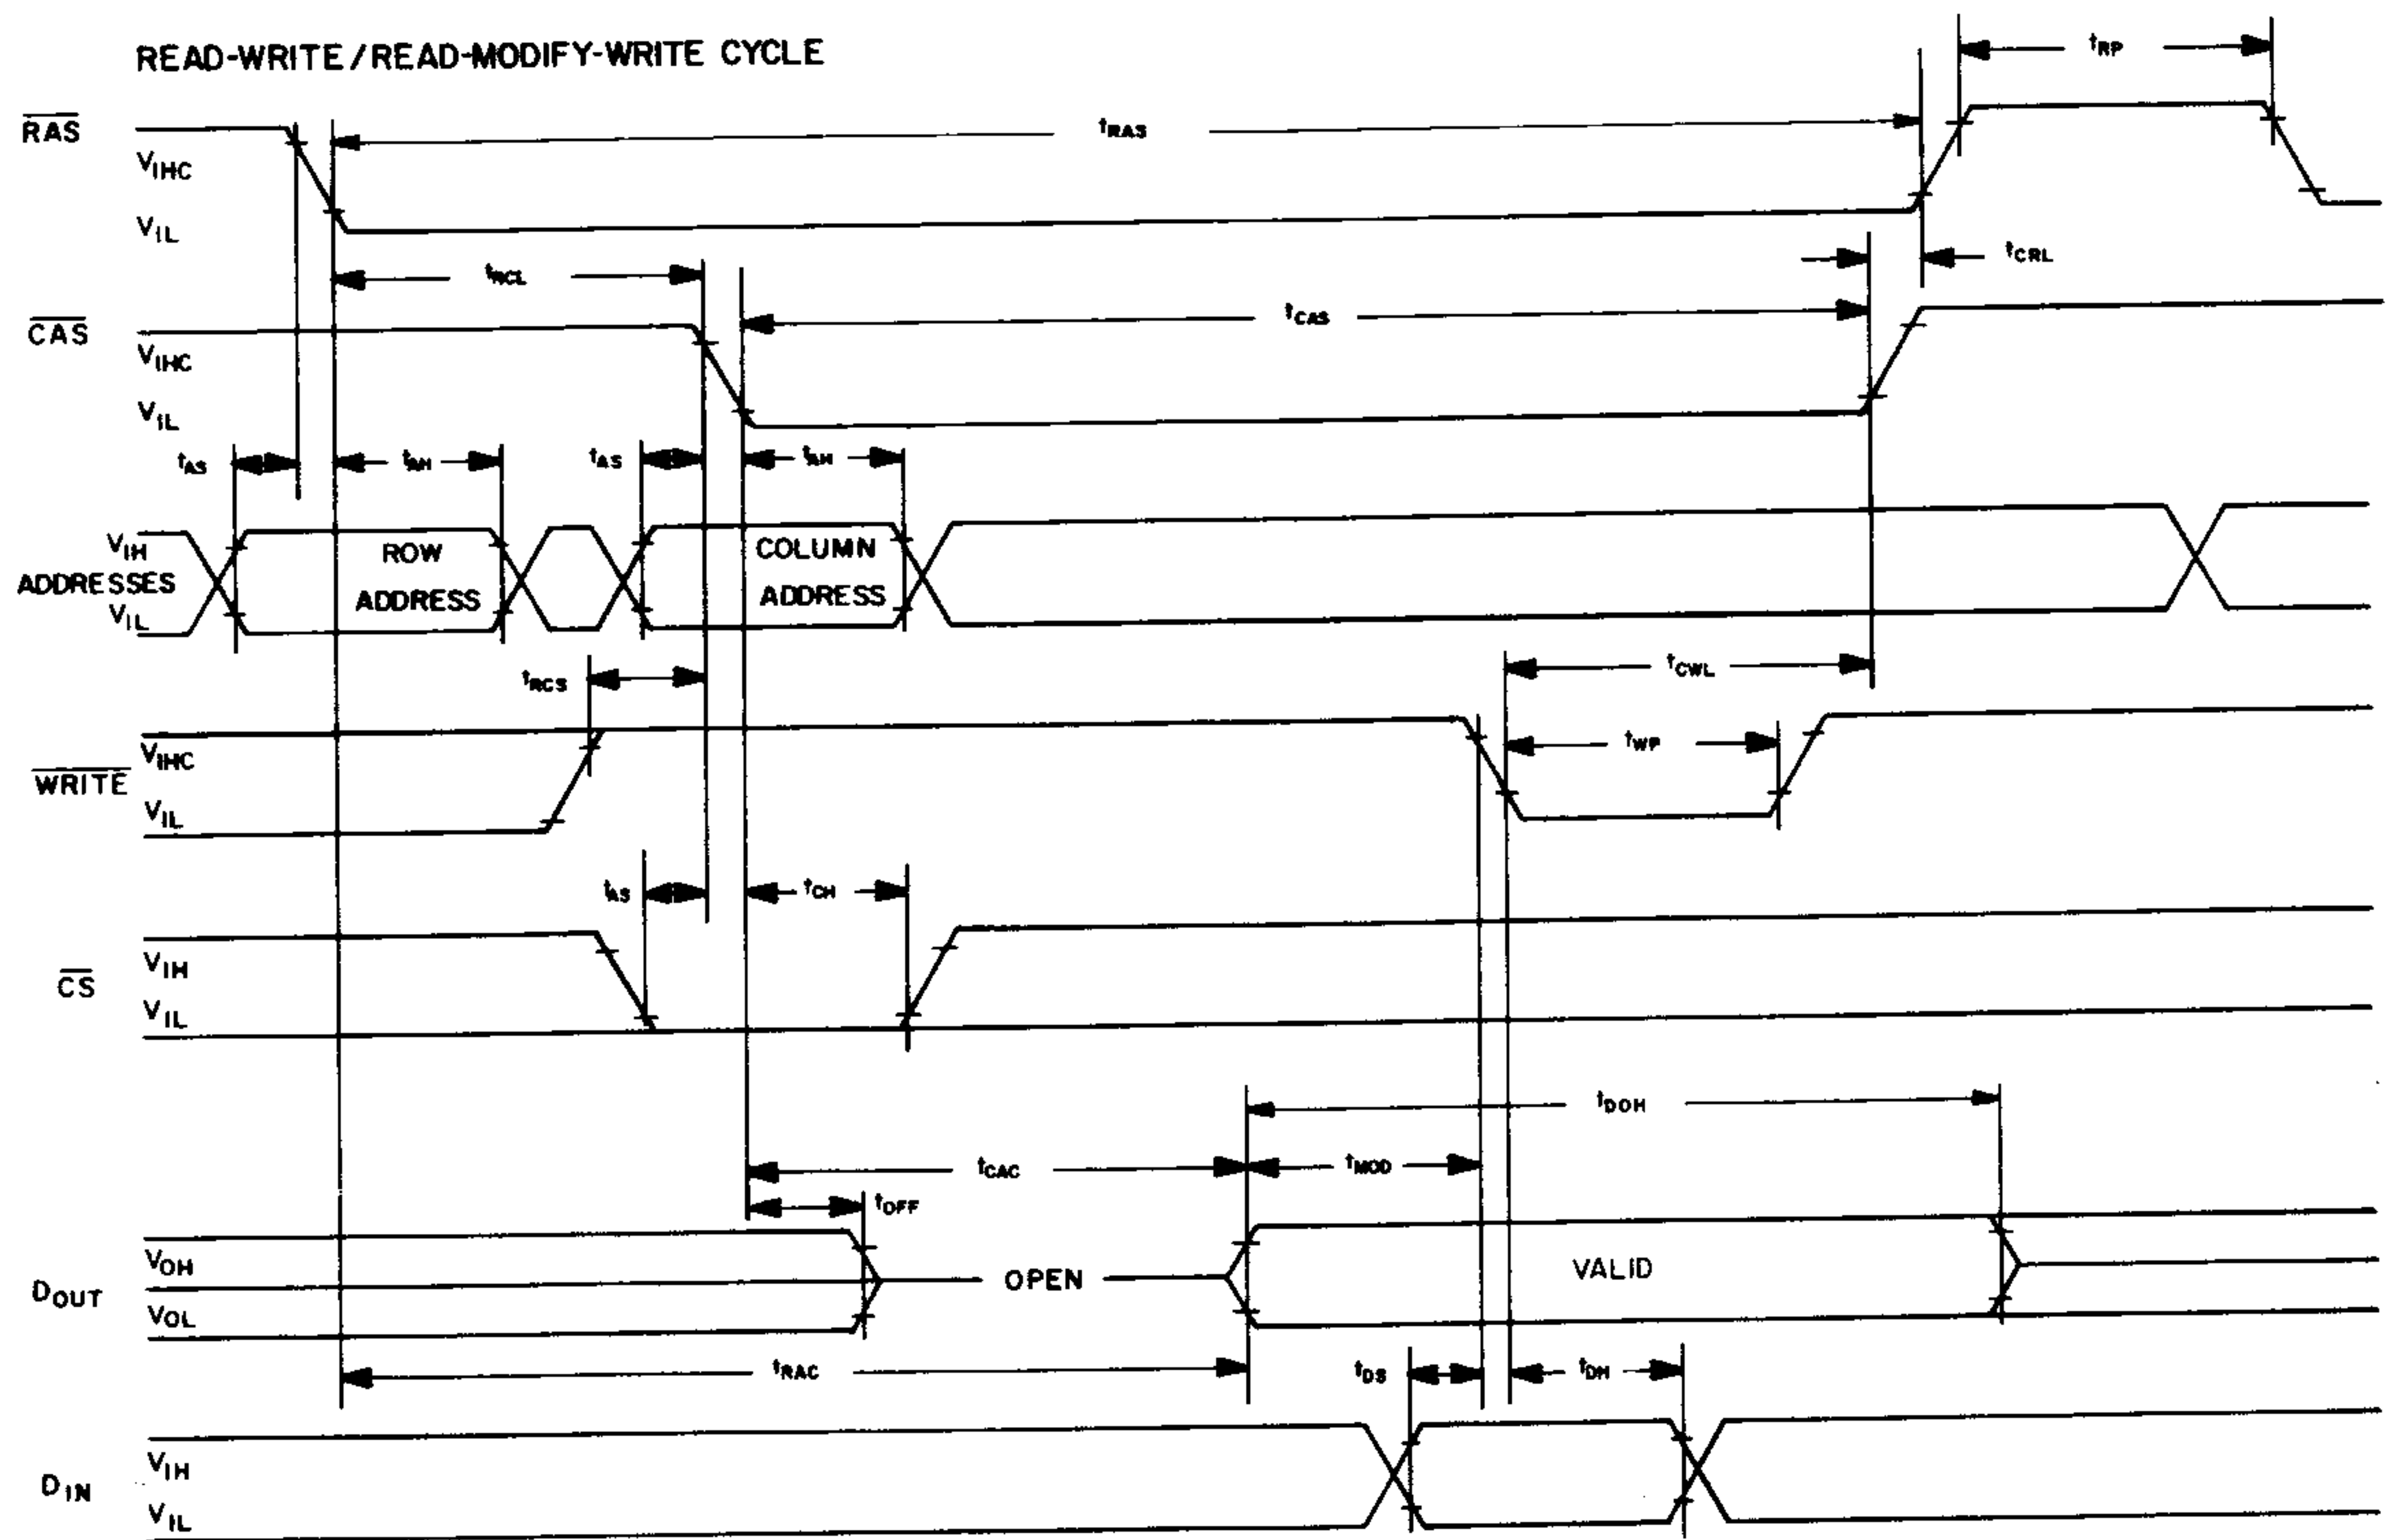 READ-WRITE/READ-MODIFY-WRITE CYCLE
tRP
RAS
tRAS
VIHC
VIL
tCRL
tRCL
tCAS
CAS
VIHC
VIL
tAS
tAH
tAS
tAH
VIH
ROW
COLUMN
ADDRESSES
ADDRESS
ADDRESS
VIL
tRCS
tCWL
VIHC
tWP
WRITE
VIL
tAS
tCH
VIH
CS
VIL
tDOH
tCAC
tMOD
tOFF
VOH
OPEN
VALID
DOUT
VOL
tRAC
tDS
tDH
VIH
DIN
VIL